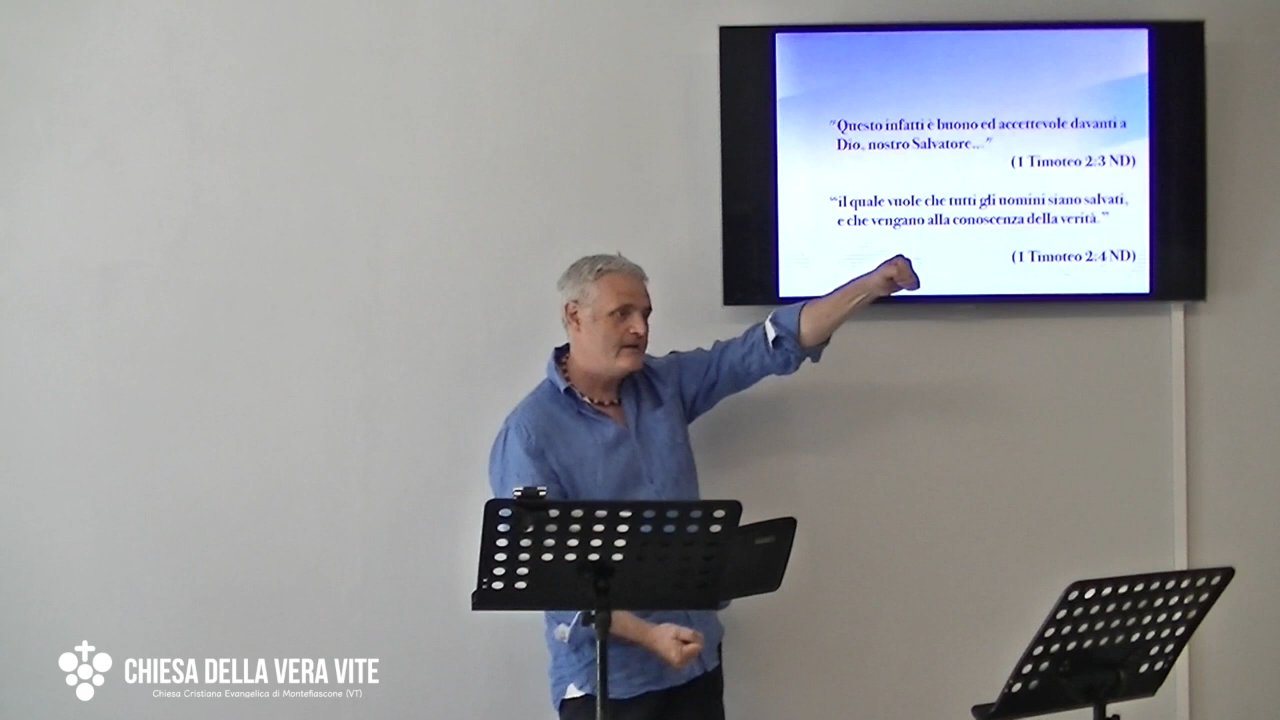 "Questo infatti è buono ed accettevole davanti a
Dio, nostro Salvatore..."
(1 Timoteo 2:3 ND)
"il quale vuole che tutti gli uomini siano salvati,
e che vengano alla conoscenza della verità."
(1 Timoteo 2:4 ND)
CHIESA DELLA VERA VITE
Chiesa Cristiana Evangelica di Montefiascone (VT)